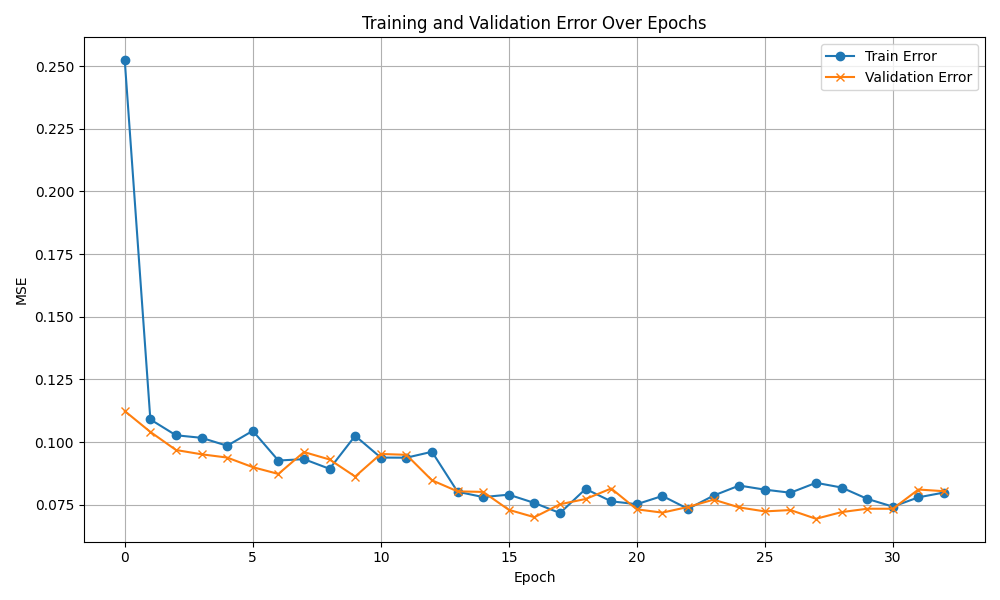 Training and Validation Error Over Epochs
Train Error
Validation Error
0.250
0.225
0.200
0.175
0.150
0.125
0.100
0.075
MSE
0 5 10 15 20 25 30
Epoch